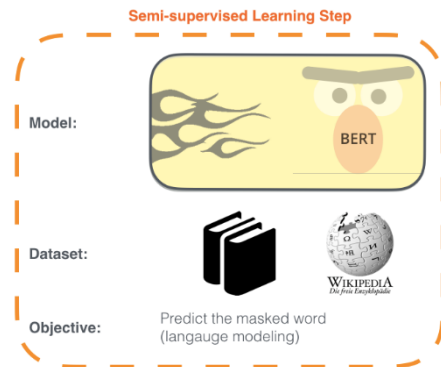 Semi-supervised Learning Step
Model:
BERT
Dataset:
WIKIPEDIA
Die freie Enzyklopädie
Objective:
Predict the masked word
(langauge modeling)